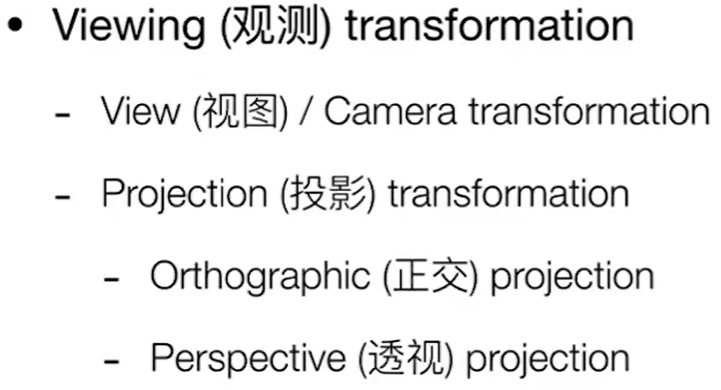 • Viewing (观测) transformation
- View (视图) / Camera transformation
- Projection (投影) transformation
- Orthographic (正交) projection
- Perspective (透视) projection